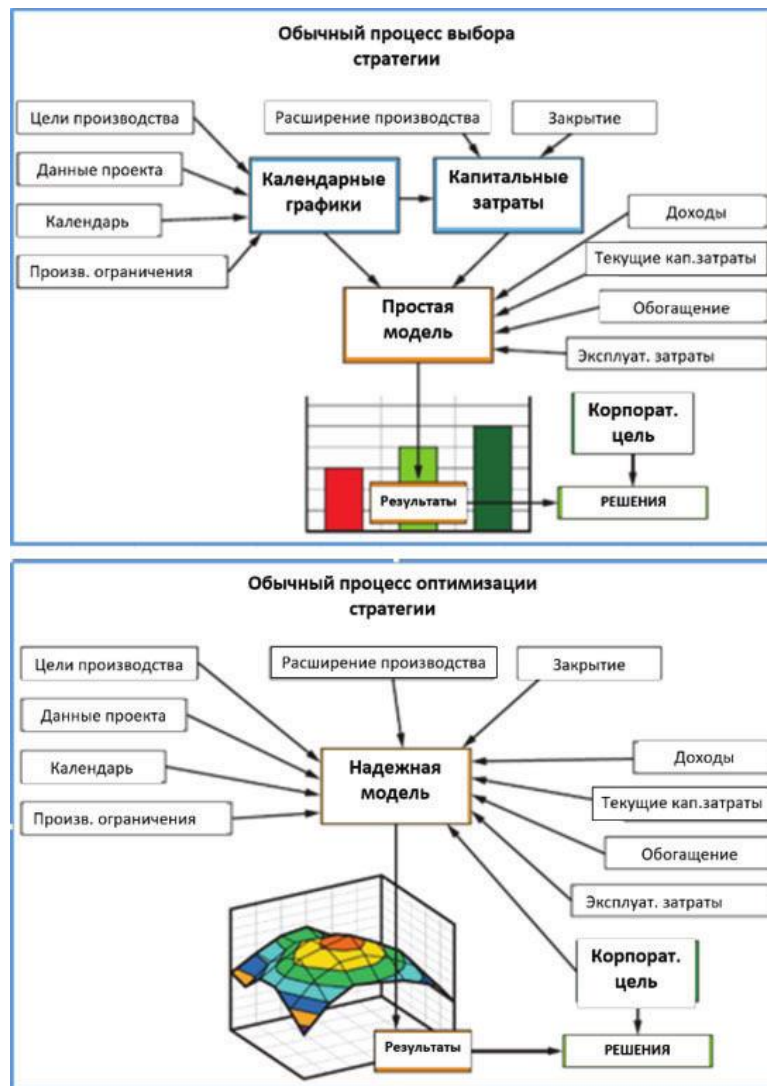 Обычный процесс выбора
стратегии
Цели производства
Расширение производства
Закрытие
Данные проекта
Календарные
графики
Капитальные
затраты
Календарь
Доходы
Произв. ограничения
Текущие кап.затраты
Простая
модель
Обогащение
Эксплуат. затраты
Корпорат.
цель
Результаты
РЕШЕНИЯ
Обычный процесс оптимизации
стратегии
Цели производства
Расширение производства
Закрытие
Данные проекта
Календарь
Надежная
модель
Доходы
Произв. ограничения
Текущие кап.затраты
Обогащение
Эксплуат. затраты
Корпорат.
цель
Результаты
РЕШЕНИЯ